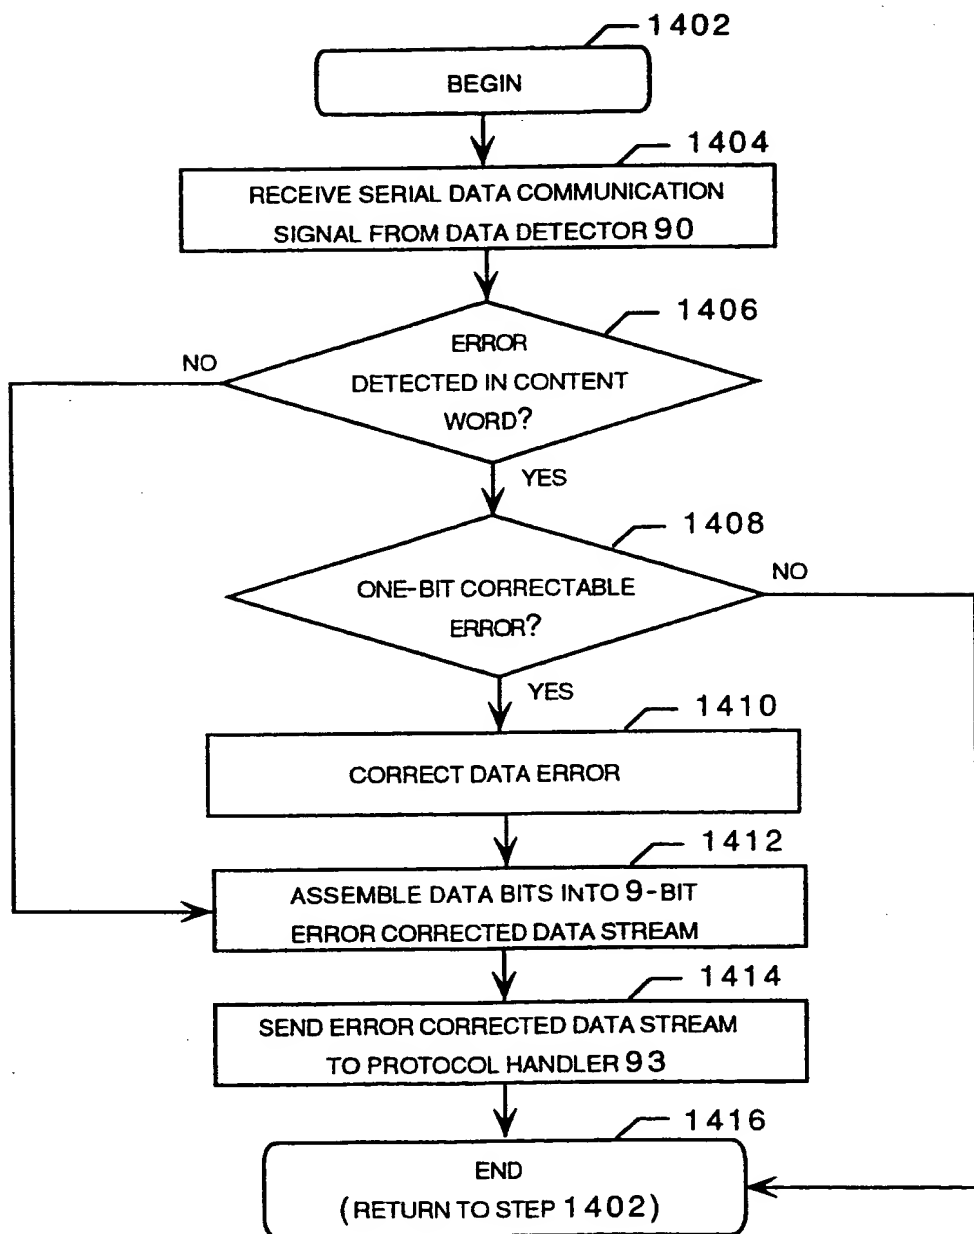 1402
BEGIN
1404
RECEIVE SERIAL DATA COMMUNICATION
SIGNAL FROM DATA DETECTOR 90
1406
ERROR
DETECTED IN CONTENT
WORD?
NO
YES
1408
ONE-BIT CORRECTABLE
ERROR?
NO
YES
1410
CORRECT DATA ERROR
1412
ASSEMBLE DATA BITS INTO 9-BIT
ERROR CORRECTED DATA STREAM
1414
SEND ERROR CORRECTED DATA STREAM
TO PROTOCOL HANDLER 93
1416
END
(RETURN TO STEP 1402)